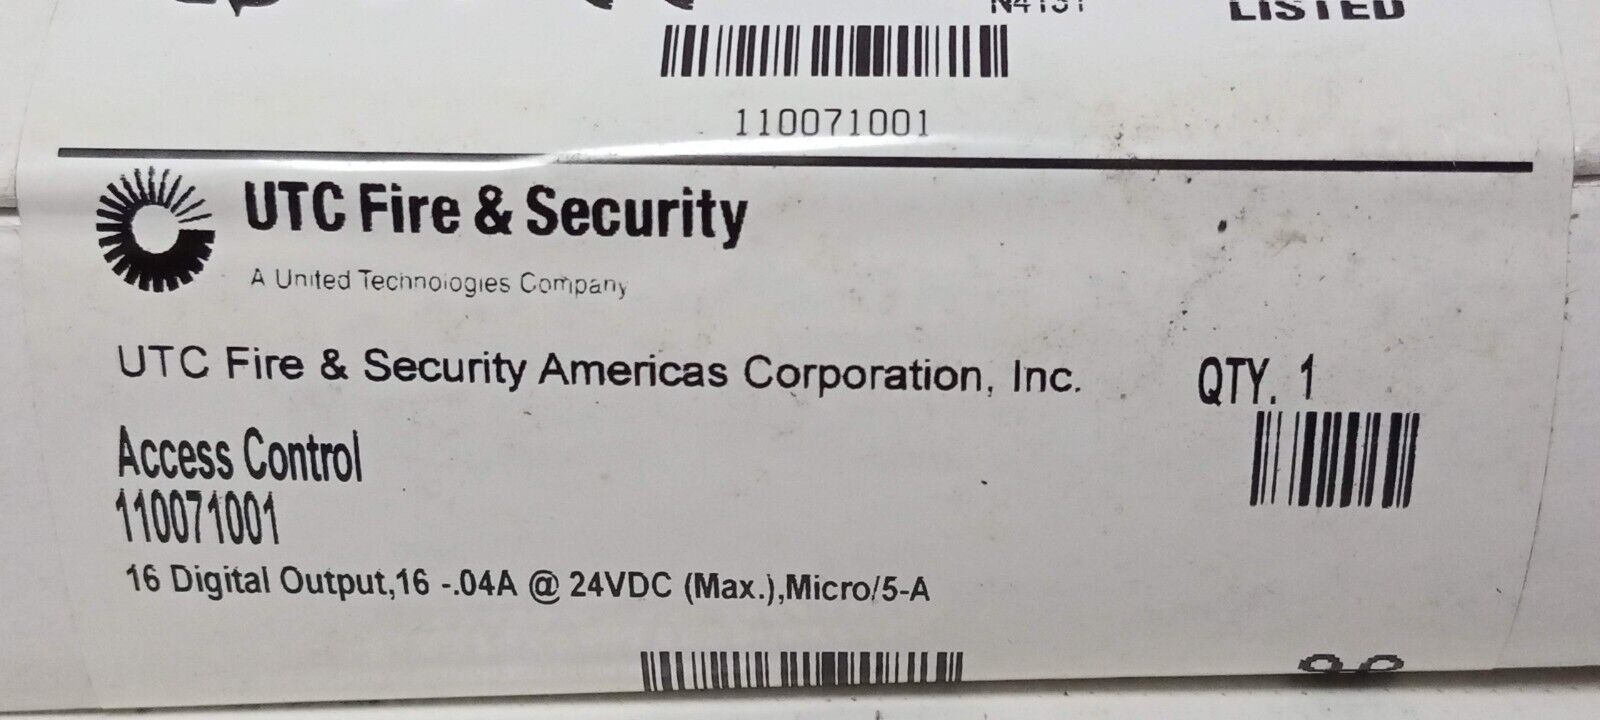 LISTED
110071001
UTC Fire & Security
A United Technologies Company
UTC Fire & Security Americas Corporation, Inc.
QTY. 1
Access Control
110071001
16 Digital Output,16 -.04A @ 24VDC (Max.),Micro/5-A